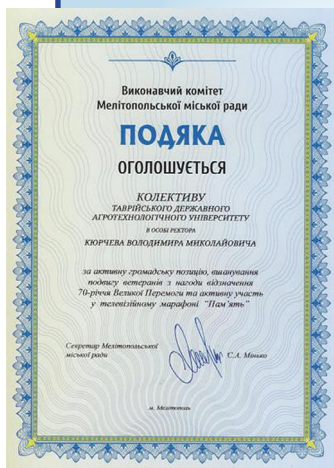 Виконавчий комітет
Мелітопольської міської ради
ПОДЯКА
ОГОЛОШУЄТЬСЯ
КОЛЕКТИВУ
ТАВРІЙСЬКОГО ДЕРЖАВНОГО
АГРОТЕХНОЛОГІЧНОГО УНІВЕРСИТЕТУ
В ОСОБІ РЕКТОРА
КЮРЧЕВА ВОЛОДИМИРА МИКОЛАЙОВИЧА
за активну громадську позицію, вшанування
подвигу ветеранів з нагоди відзначення
70-річчя Великої Перемоги та активну участь
у телевізійному марафоні "Пам'ять"
Секретар Мелітопольської
міської ради С.А. Мінько
м. Мелітополь